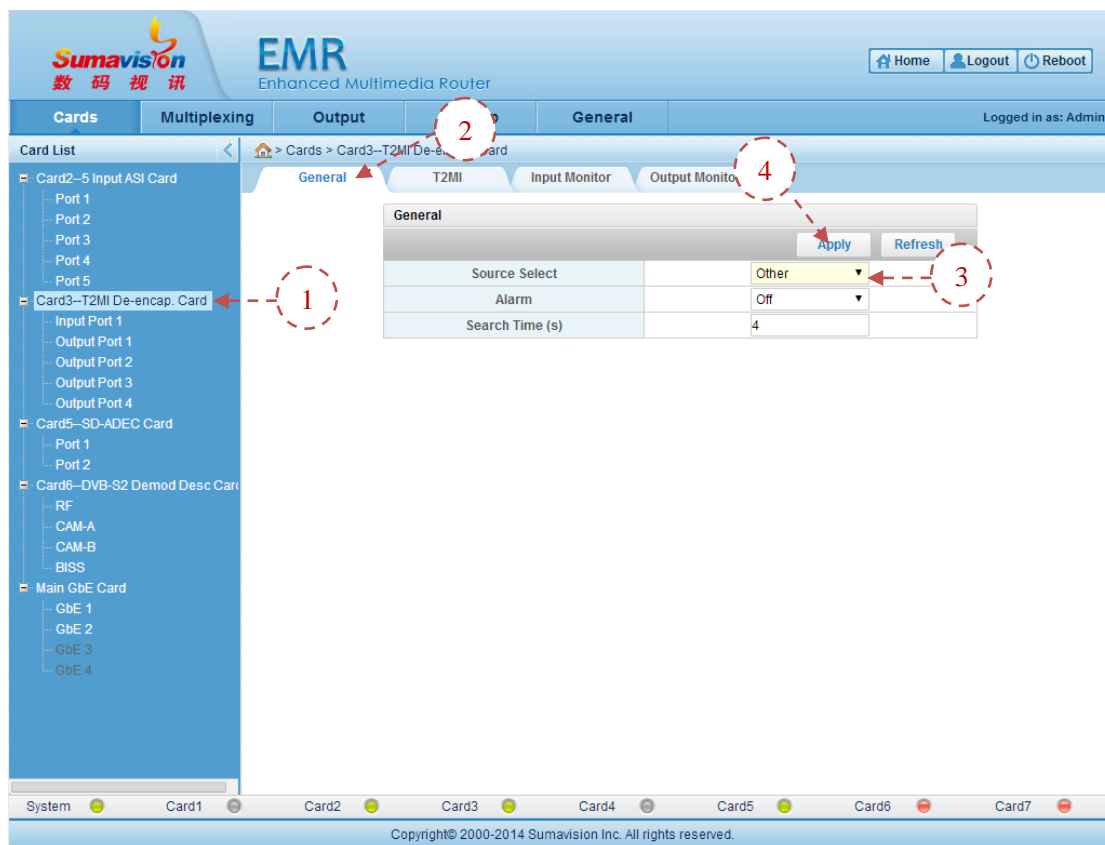 Sumavision
数 码 视 讯
EMR
Enhanced Multimedia Router
Home Logout Reboot
Cards Multiplexing Output General Logged in as: Admin
Card List
> Cards > Card3--T2MI
General T2MI Input Monitor Output
Card2--5 Input ASI Card
Port 1
Port 2
Port 3
Port 4
Port 5
Card3--T2MI De-encap. Card
Input Port 1
Output Port 1
Output Port 2
Output Port 3
Output Port 4
Card5--SD-ADEC Card
Port 1
Port 2
Card6--DVB-S2 Demod Desc
RF
CAM-A
CAM-B
BISS
Main GbE Card
GbE 1
GbE 2
GbE 3
GbE 4
General
Apply Refresh
Source Select Other
Alarm Off
Search Time (s) 4
1
2
3
4
System Card1 Card2 Card3 Card4 Card5 Card6 Card7
Copyright© 2000-2014 Sumavision Inc. All rights reserved.